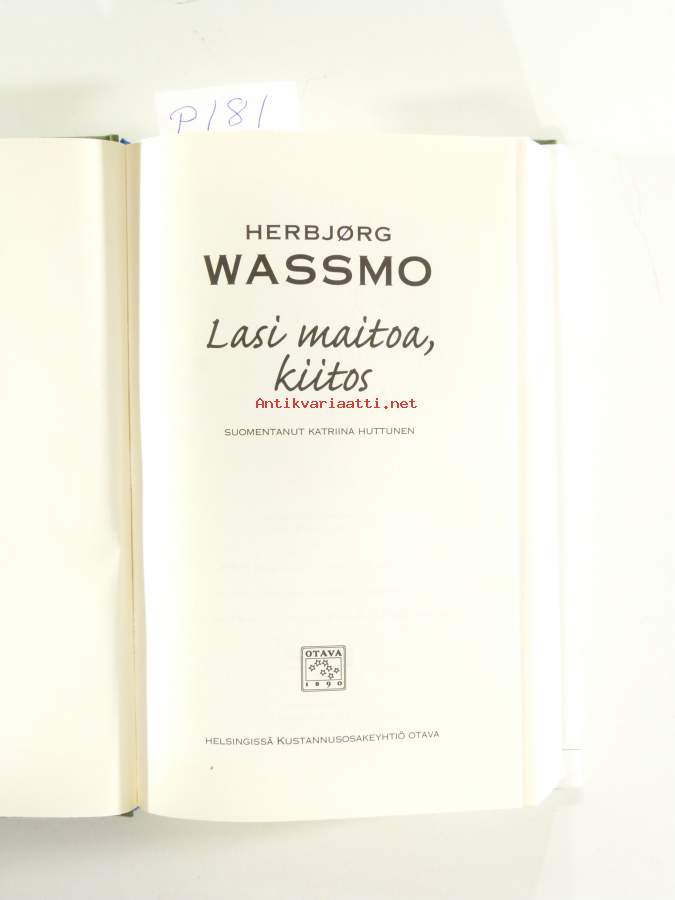 P181
HERBJØRG
WASSMO
Lasi maitoa,
kiitos
Antikvariaatti.net
SUOMENTANUT KATRIINA HUTTUNEN
OTAVA
1890
HELSINGISSÄ KUSTANNUSOSAKEYHTIÖ OTAVA